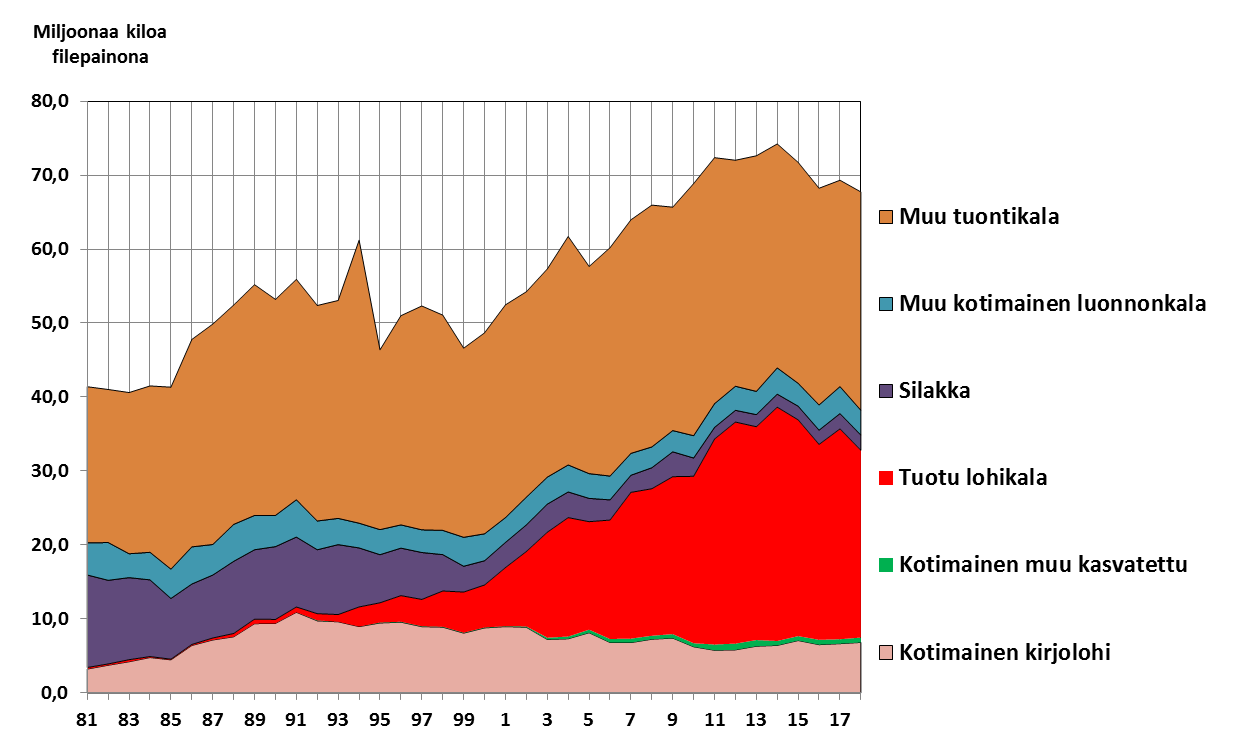 Miljoonaa kiloa
filepainona
80,0
70,0
60,0
50,0
40,0
30,0
20,0
10,0
0,0
81 83 85 87 89 91 93 95 97 99 1 3 5 7 9 11 13 15 17
Muu tuontikala
Muu kotimainen luonnonkala
Silakka
Tuotu lohikala
Kotimainen muu kasvatettu
Kotimainen kirjolohi